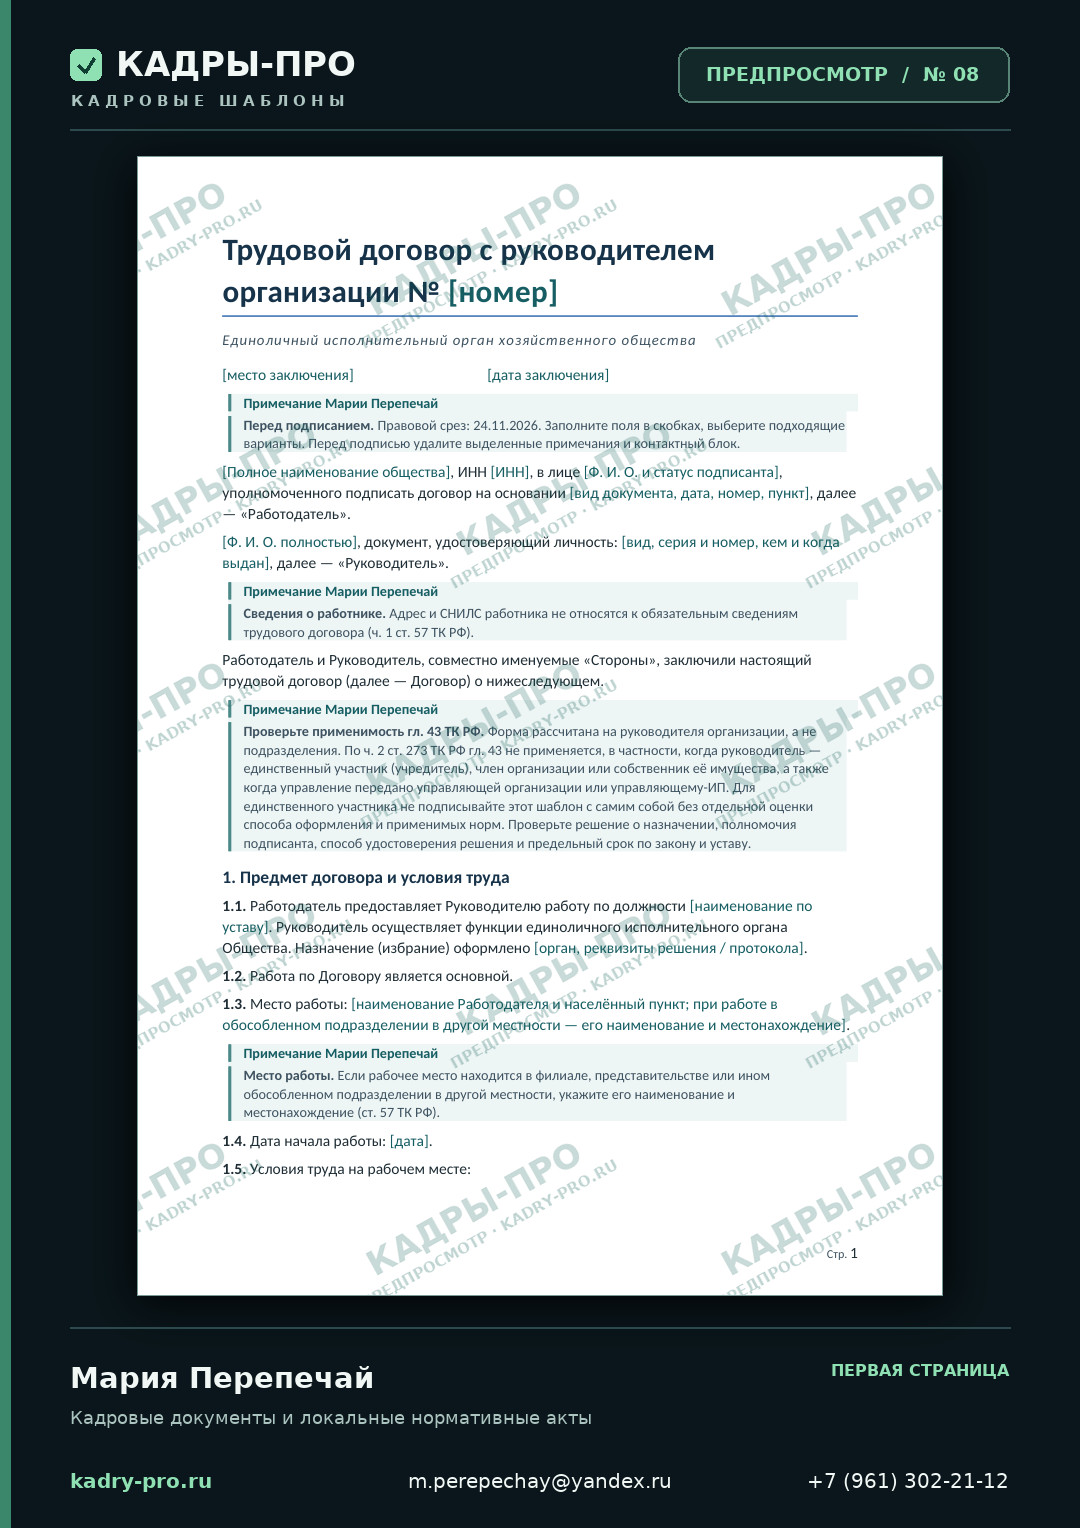 КАДРЫ-ПРО
КАДРОВЫЕ ШАБЛОНЫ
ПРЕДПРОСМОТР / № 08
Трудовой договор с руководителем
организации № [номер]
Единоличный исполнительный орган хозяйственного общества
[место заключения] [дата заключения]
Примечание Марии Перепечай
Перед подписанием. Правовой срез: 24.11.2026. Заполните поля в скобках, выберите подходящие
варианты. Перед подписью удалите выделенные примечания и контактный блок.
[Полное наименование общества], ИНН [ИНН], в лице [Ф. И. О. и статус подписанта],
уполномоченного подписать договор на основании [вид документа, дата, номер, пункт], далее
— «Работодатель».
[Ф. И. О. полностью], документ, удостоверяющий личность: [вид, серия и номер, кем и когда
выдан], далее — «Руководитель».
Примечание Марии Перепечай
Сведения о работнике. Адрес и СНИЛС работника не относятся к обязательным сведениям
трудового договора (ч. 1 ст. 57 ТК РФ).
Работодатель и Руководитель, совместно именуемые «Стороны», заключили настоящий
трудовой договор (далее — Договор) о нижеследующем.
Примечание Марии Перепечай
Проверьте применимость гл. 43 ТК РФ. Форма рассчитана на руководителя организации, а не
подразделения. По ч. 2 ст. 273 ТК РФ гл. 43 не применяется, в частности, когда руководитель —
единственный участник (учредитель), член организации или собственник её имущества, а также
когда управление передано управляющей организации или управляющему-ИП. Для
единственного участника не подписывайте этот шаблон с самим собой без отдельной оценки
способа оформления и применимых норм. Проверьте решение о назначении, полномочия
подписанта, способ удостоверения решения и предельный срок по закону и уставу.
1. Предмет договора и условия труда
1.1. Работодатель предоставляет Руководителю работу по должности [наименование по
уставу]. Руководитель осуществляет функции единоличного исполнительного органа
Общества. Назначение (избрание) оформлено [орган, реквизиты решения / протокола].
1.2. Работа по Договору является основной.
1.3. Место работы: [наименование Работодателя и населённый пункт; при работе в
обособленном подразделении в другой местности — его наименование и местонахождение].
Примечание Марии Перепечай
Место работы. Если рабочее место находится в филиале, представительстве или ином
обособленном подразделении в другой местности, укажите его наименование и
местонахождение (ст. 57 ТК РФ).
1.4. Дата начала работы: [дата].
1.5. Условия труда на рабочем месте:
Стр. 1
КАДРЫ-ПРО
ПРЕДПРОСМОТР · KADRY-PRO.RU
Мария Перепечай
ПЕРВАЯ СТРАНИЦА
Кадровые документы и локальные нормативные акты
kadry-pro.ru
m.perepechay@yandex.ru
+7 (961) 302-21-12